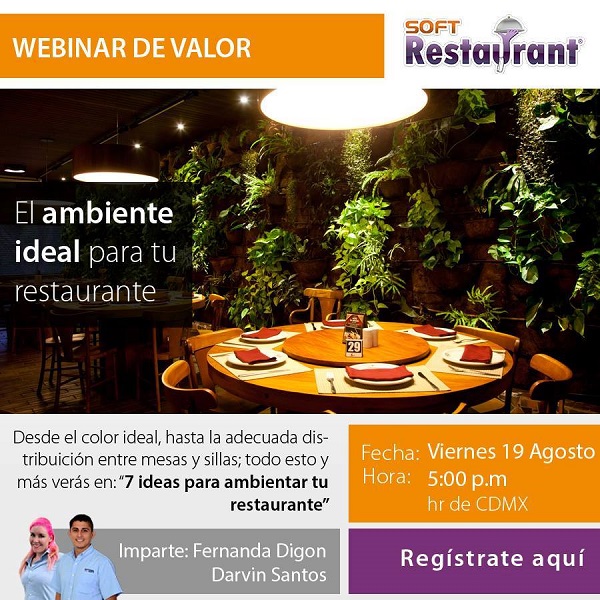 WEBINAR DE VALOR
SOFT
Restaurant®
El ambiente
ideal para tu
restaurante
29
Desde el color ideal, hasta la adecuada dis-
tribuición entre mesas y sillas; todo esto y
más verás en: “7 ideas para ambientar tu
restaurante”
Fecha: Viernes 19 Agosto
Hora: 5:00 p.m
hr de CDMX
Imparte: Fernanda Digon
Darvin Santos
Regístrate aquí